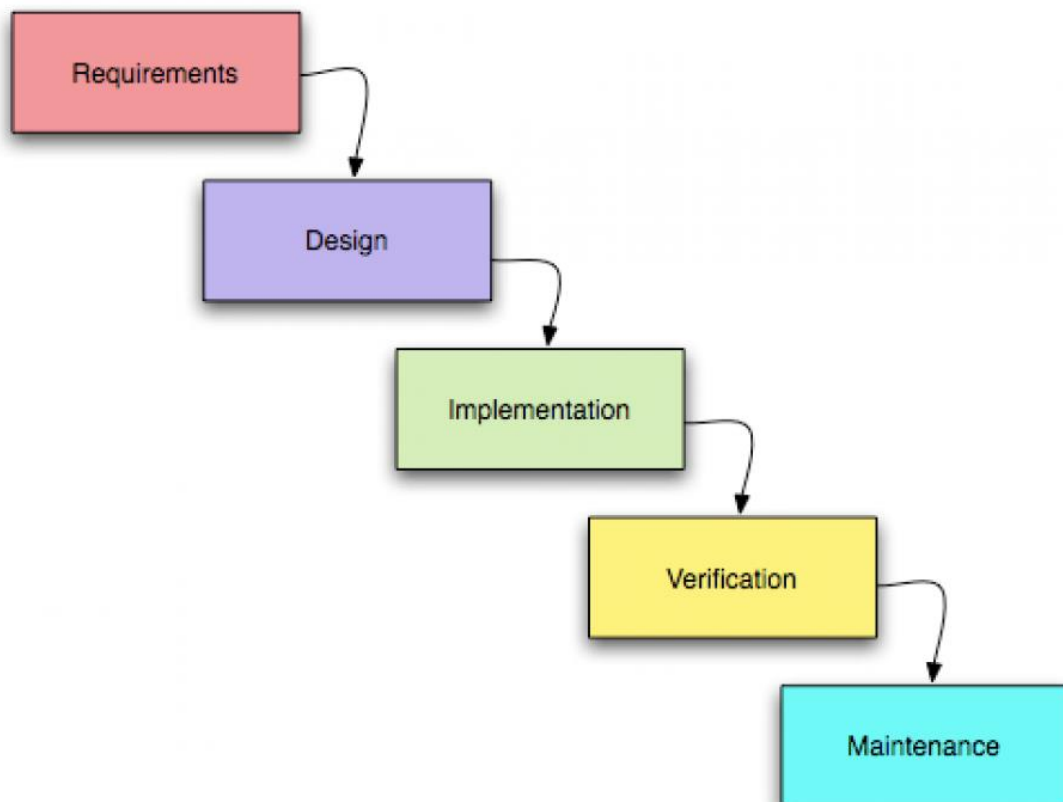 Requirements
Design
Implementation
Verification
Maintenance